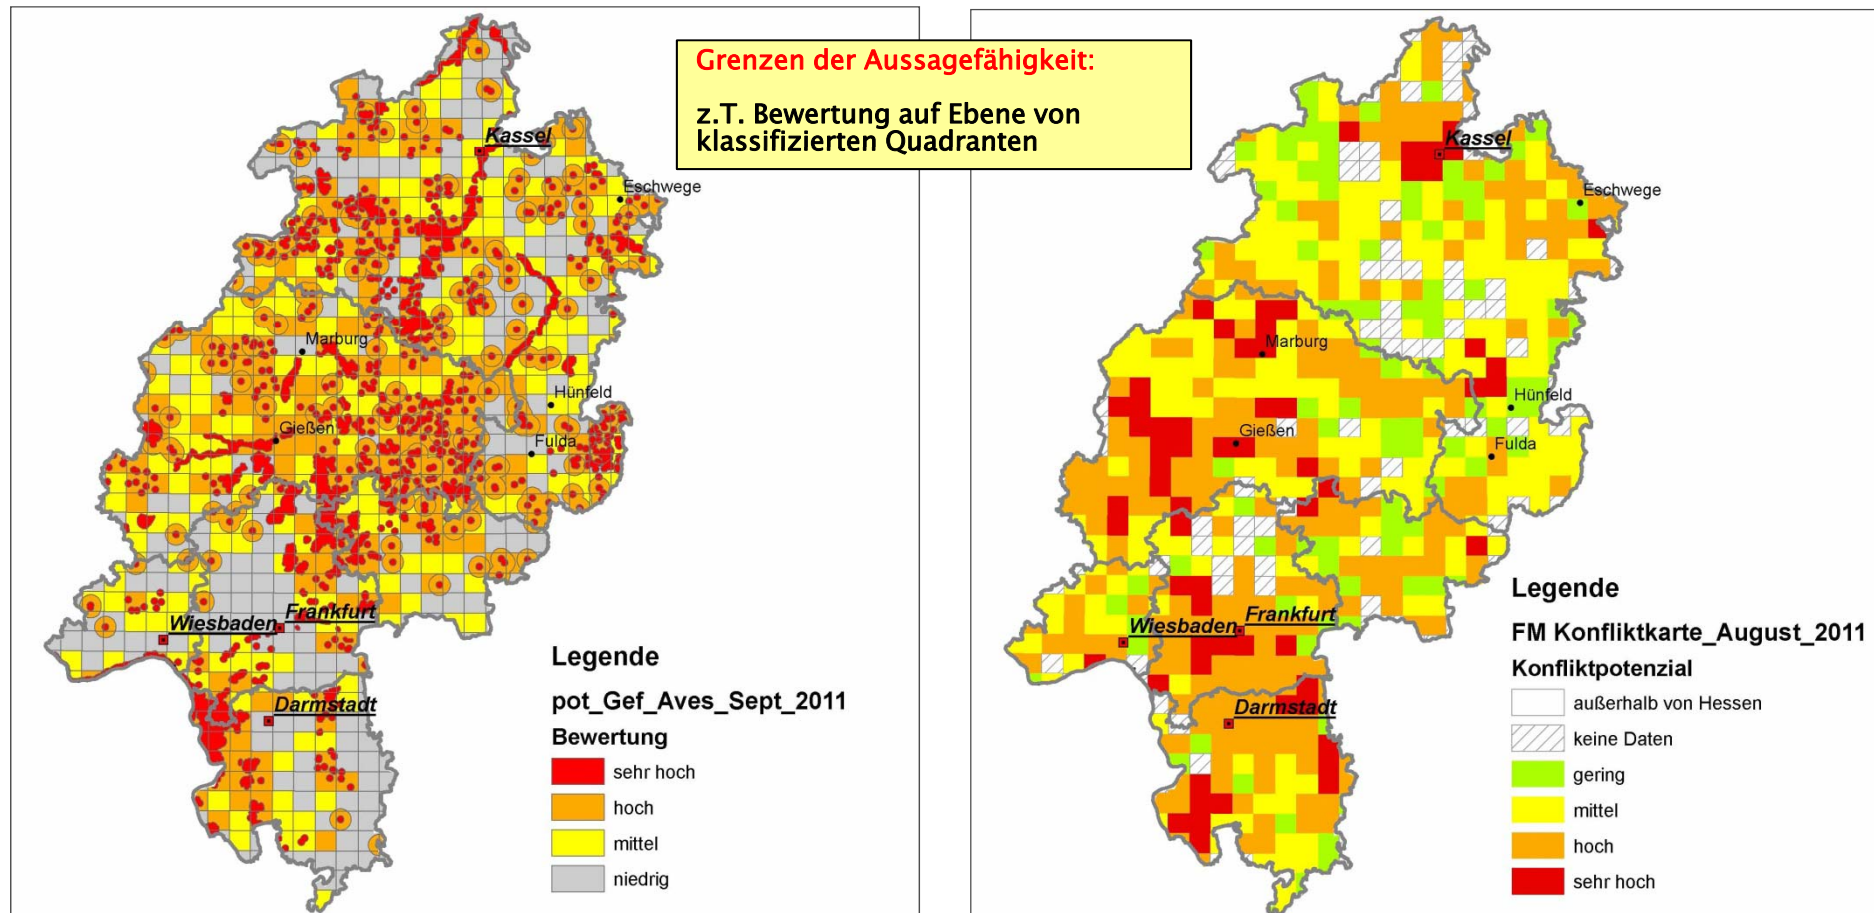 Grenzen der Aussagefähigkeit:
z.T. Bewertung auf Ebene von
klassifizierten Quadranten
Kassel
Eschwege
Marburg
Hünfeld
Gießen
Fulda
Wiesbaden
Frankfurt
Darmstadt
Legende
pot_Gef_Aves_Sept_2011
Bewertung
sehr hoch
hoch
mittel
niedrig
Kassel
Eschwege
Marburg
Hünfeld
Gießen
Fulda
Wiesbaden
Frankfurt
Darmstadt
Legende
FM Konfliktkarte_August_2011
Konfliktpotenzial
außerhalb von Hessen
keine Daten
gering
mittel
hoch
sehr hoch